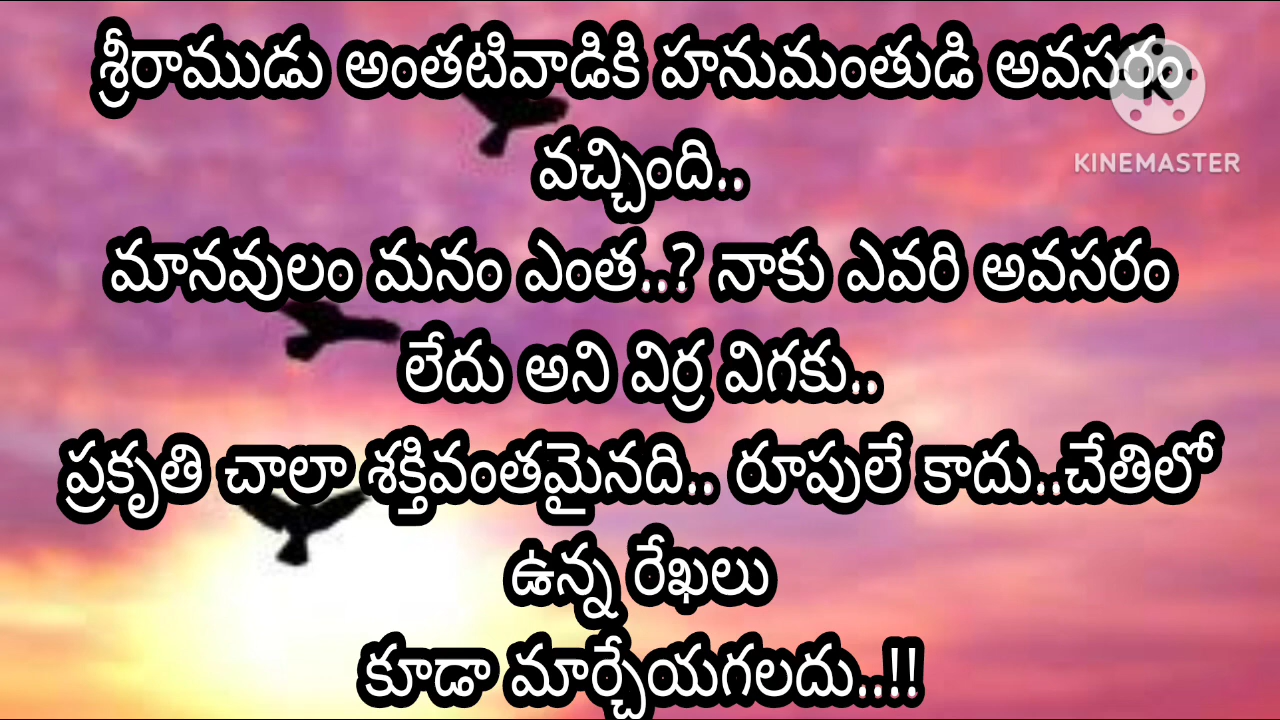 శ్రీరాముడు అంతటివాడికి హనుమంతుడి అవసరం
KINEMASTER
వచ్చింది..
మానవులం మనం ఎంత..? నాకు ఎవరి అవసరం
లేదు అని విర్ర విగకు..
ప్రకృతి చాలా శక్తివంతమైనది.. రూపులే కాదు..చేతిలో
ఉన్న రేఖలు
కూడా మార్చేయగలదు..!!